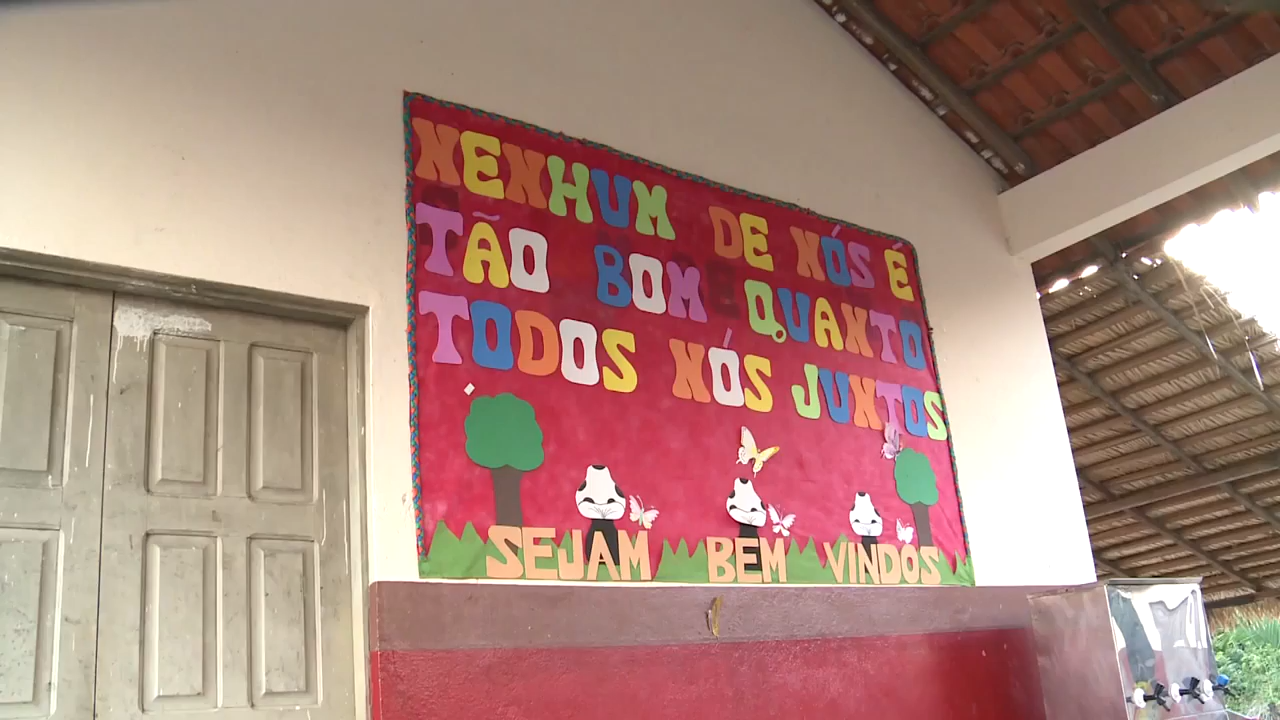 NENHUM DE NÓS É
TÃO BOM QUANTO
TODOS NÓS JUNTOS
SEJAM BEM VINDOS